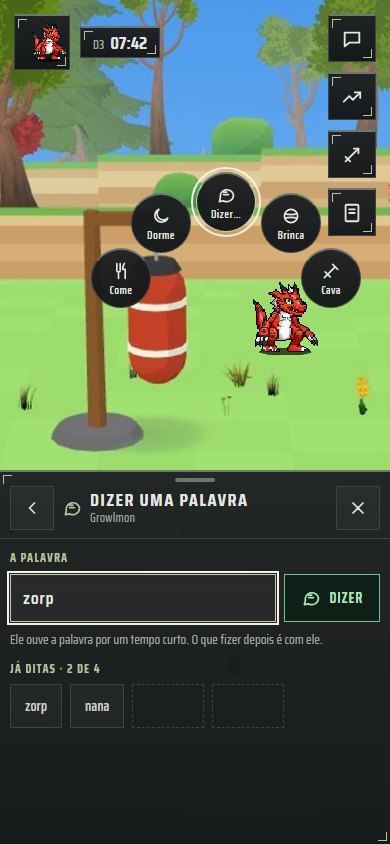 D3 07:42
Dizer...
Dorme
Brinca
Come
Cava
DIZER UMA PALAVRA
Growlmon
A PALAVRA
zorp
DIZER
Ele ouve a palavra por um tempo curto. O que fizer depois é com ele.
JÁ DITAS · 2 DE 4
zorp
nana